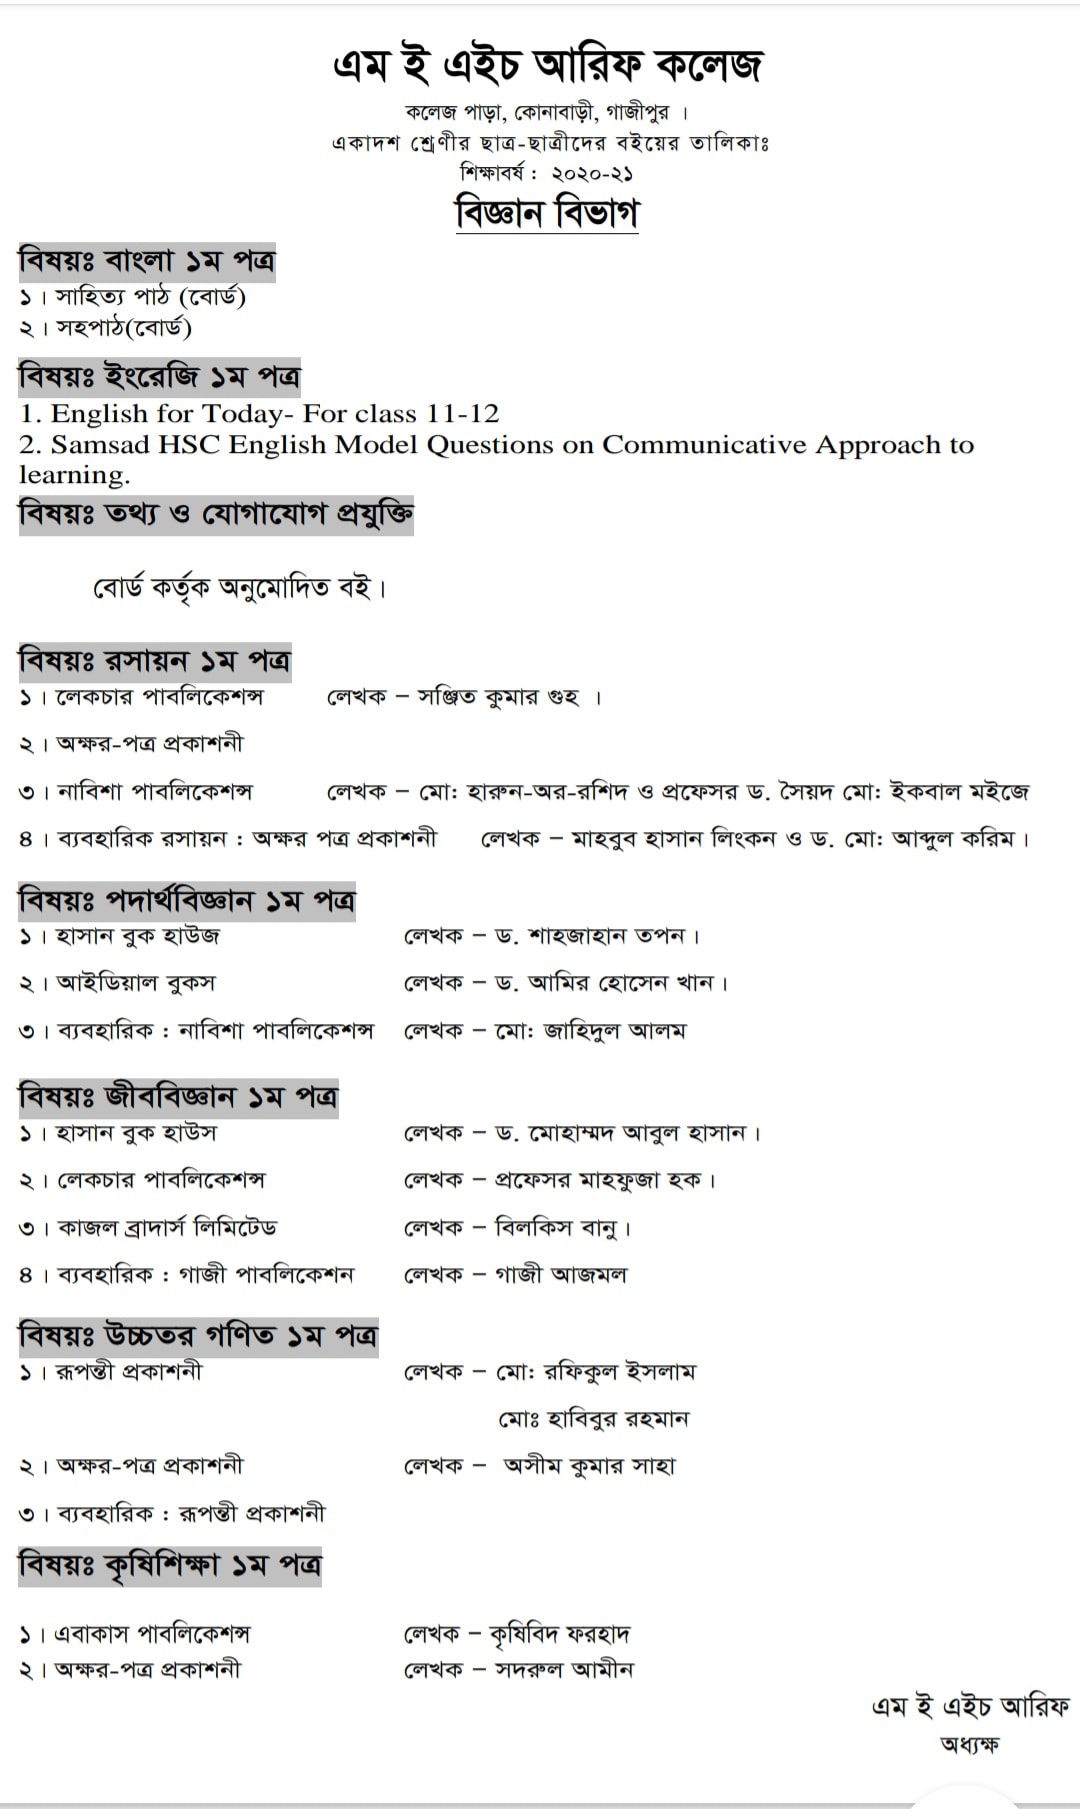 এম ই এইচ আরিফ কলেজ
কলেজ পাড়া, কোনাবাড়ী, গাজীপুর ।
একাদশ শ্রেণীর ছাত্র-ছাত্রীদের বইয়ের তালিকাঃ
শিক্ষাবর্ষ : ২০২০-২১
বিজ্ঞান বিভাগ
বিষয়ঃ বাংলা ১ম পত্র
১। সাহিত্য পাঠ (বোর্ড)
২। সহপাঠ(বোর্ড)
বিষয়ঃ ইংরেজি ১ম পত্র
1. English for Today- For class 11-12
2. Samsad HSC English Model Questions on Communicative Approach to
learning.
বিষয়ঃ তথ্য ও যোগাযোগ প্রযুক্তি
বোর্ড কর্তৃক অনুমোদিত বই।
বিষয়ঃ রসায়ন ১ম পত্র
১। লেকচার পাবলিকেশন্স লেখক – সঞ্জিত কুমার গুহ ।
২। অক্ষর-পত্র প্রকাশনী
৩। নাবিশা পাবলিকেশন্স লেখক – মো: হারুন-অর-রশিদ ও প্রফেসর ড. সৈয়দ মো: ইকবাল মইজে
৪। ব্যবহারিক রসায়ন : অক্ষর পত্র প্রকাশনী লেখক – মাহবুব হাসান লিংকন ও ড. মো: আব্দুল করিম।
বিষয়ঃ পদার্থবিজ্ঞান ১ম পত্র
১। হাসান বুক হাউজ লেখক – ড. শাহজাহান তপন।
২। আইডিয়াল বুকস লেখক – ড. আমির হোসেন খান।
৩। ব্যবহারিক : নাবিশা পাবলিকেশন্স লেখক – মো: জাহিদুল আলম
বিষয়ঃ জীববিজ্ঞান ১ম পত্র
১। হাসান বুক হাউস লেখক – ড. মোহাম্মদ আবুল হাসান।
২। লেকচার পাবলিকেশন্স লেখক – প্রফেসর মাহফুজা হক।
৩। কাজল ব্রাদার্স লিমিটেড লেখক – বিলকিস বানু।
৪। ব্যবহারিক : গাজী পাবলিকেশন লেখক – গাজী আজমল
বিষয়ঃ উচ্চতর গণিত ১ম পত্র
১। রূপন্তী প্রকাশনী লেখক – মো: রফিকুল ইসলাম
মোঃ হাবিবুর রহমান
২। অক্ষর-পত্র প্রকাশনী লেখক – অসীম কুমার সাহা
৩। ব্যবহারিক : রূপন্তী প্রকাশনী
বিষয়ঃ কৃষিশিক্ষা ১ম পত্র
১। এবাকাস পাবলিকেশন্স লেখক – কৃষিবিদ ফরহাদ
২। অক্ষর-পত্র প্রকাশনী লেখক – সদরুল আমীন
এম ই এইচ আরিফ
অধ্যক্ষ